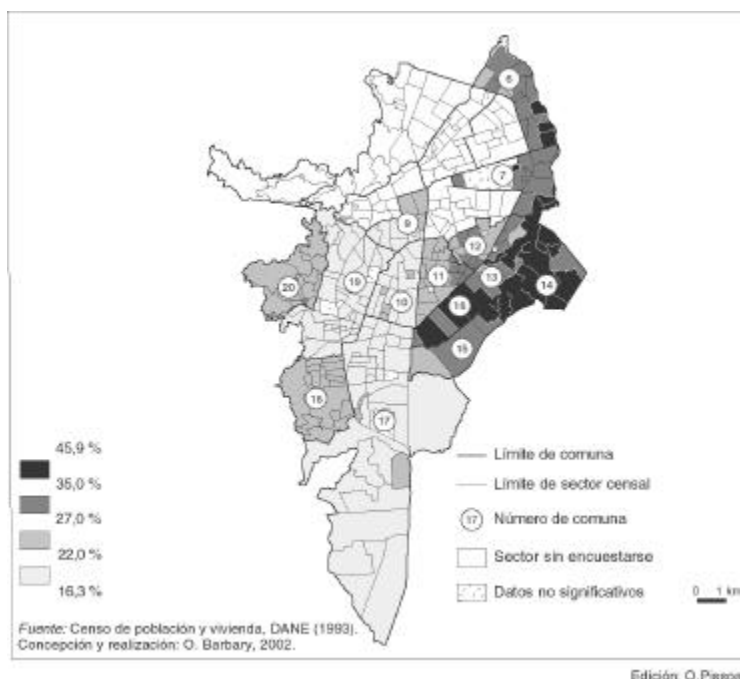 6
7
9
12
11
13
20
19
10
14
16
15
18
17
45,9 %
35,0 %
27,0 %
22,0 %
16,3 %
Límite de comuna
Límite de sector censal
17 Número de comuna
Sector sin encuestarse
Datos no significativos
0 1 km
Fuente: Censo de población y vivienda, DANE (1993).
Concepción y realización: O. Barbary, 2002.
Edición: O.Pissoa